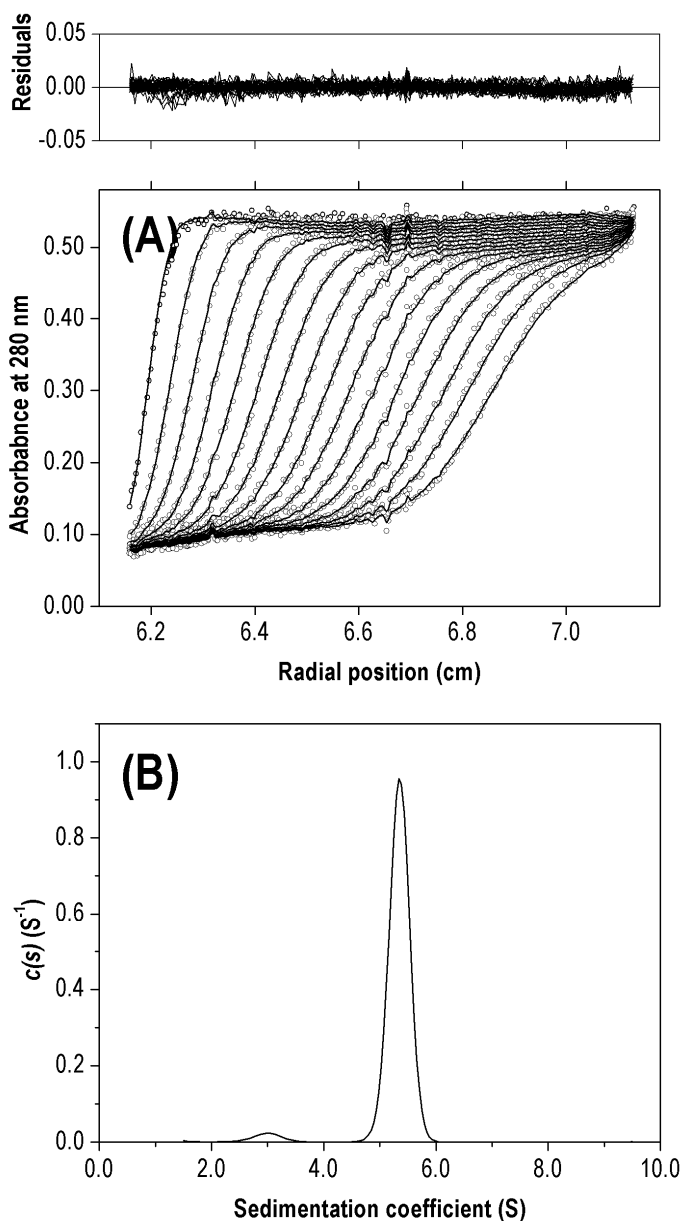 Residuals
0.05
0.00
-0.05
(A)
Absorbabnce at 280 nm
0.50
0.40
0.30
0.20
0.10
0.00
6.2 6.4 6.6 6.8 7.0
Radial position (cm)
(B)
c(s) (S-1)
1.0
0.8
0.6
0.4
0.2
0.0
0.0 2.0 4.0 6.0 8.0 10.0
Sedimentation coefficient (S)